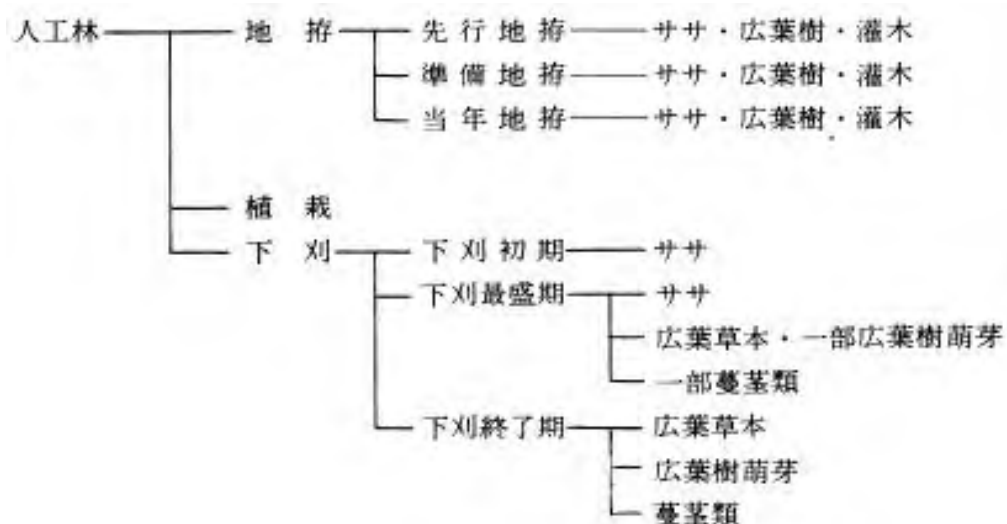 人工林 地拵 先行地拵 ササ・広葉樹・灌木
準備地拵 ササ・広葉樹・灌木
当年地拵 ササ・広葉樹・灌木
植栽
下刈 下刈初期 ササ
下刈最盛期 ササ
広葉草本・一部広葉樹萌芽
一部蔓茎類
下刈終了期 広葉草本
広葉樹萌芽
蔓茎類